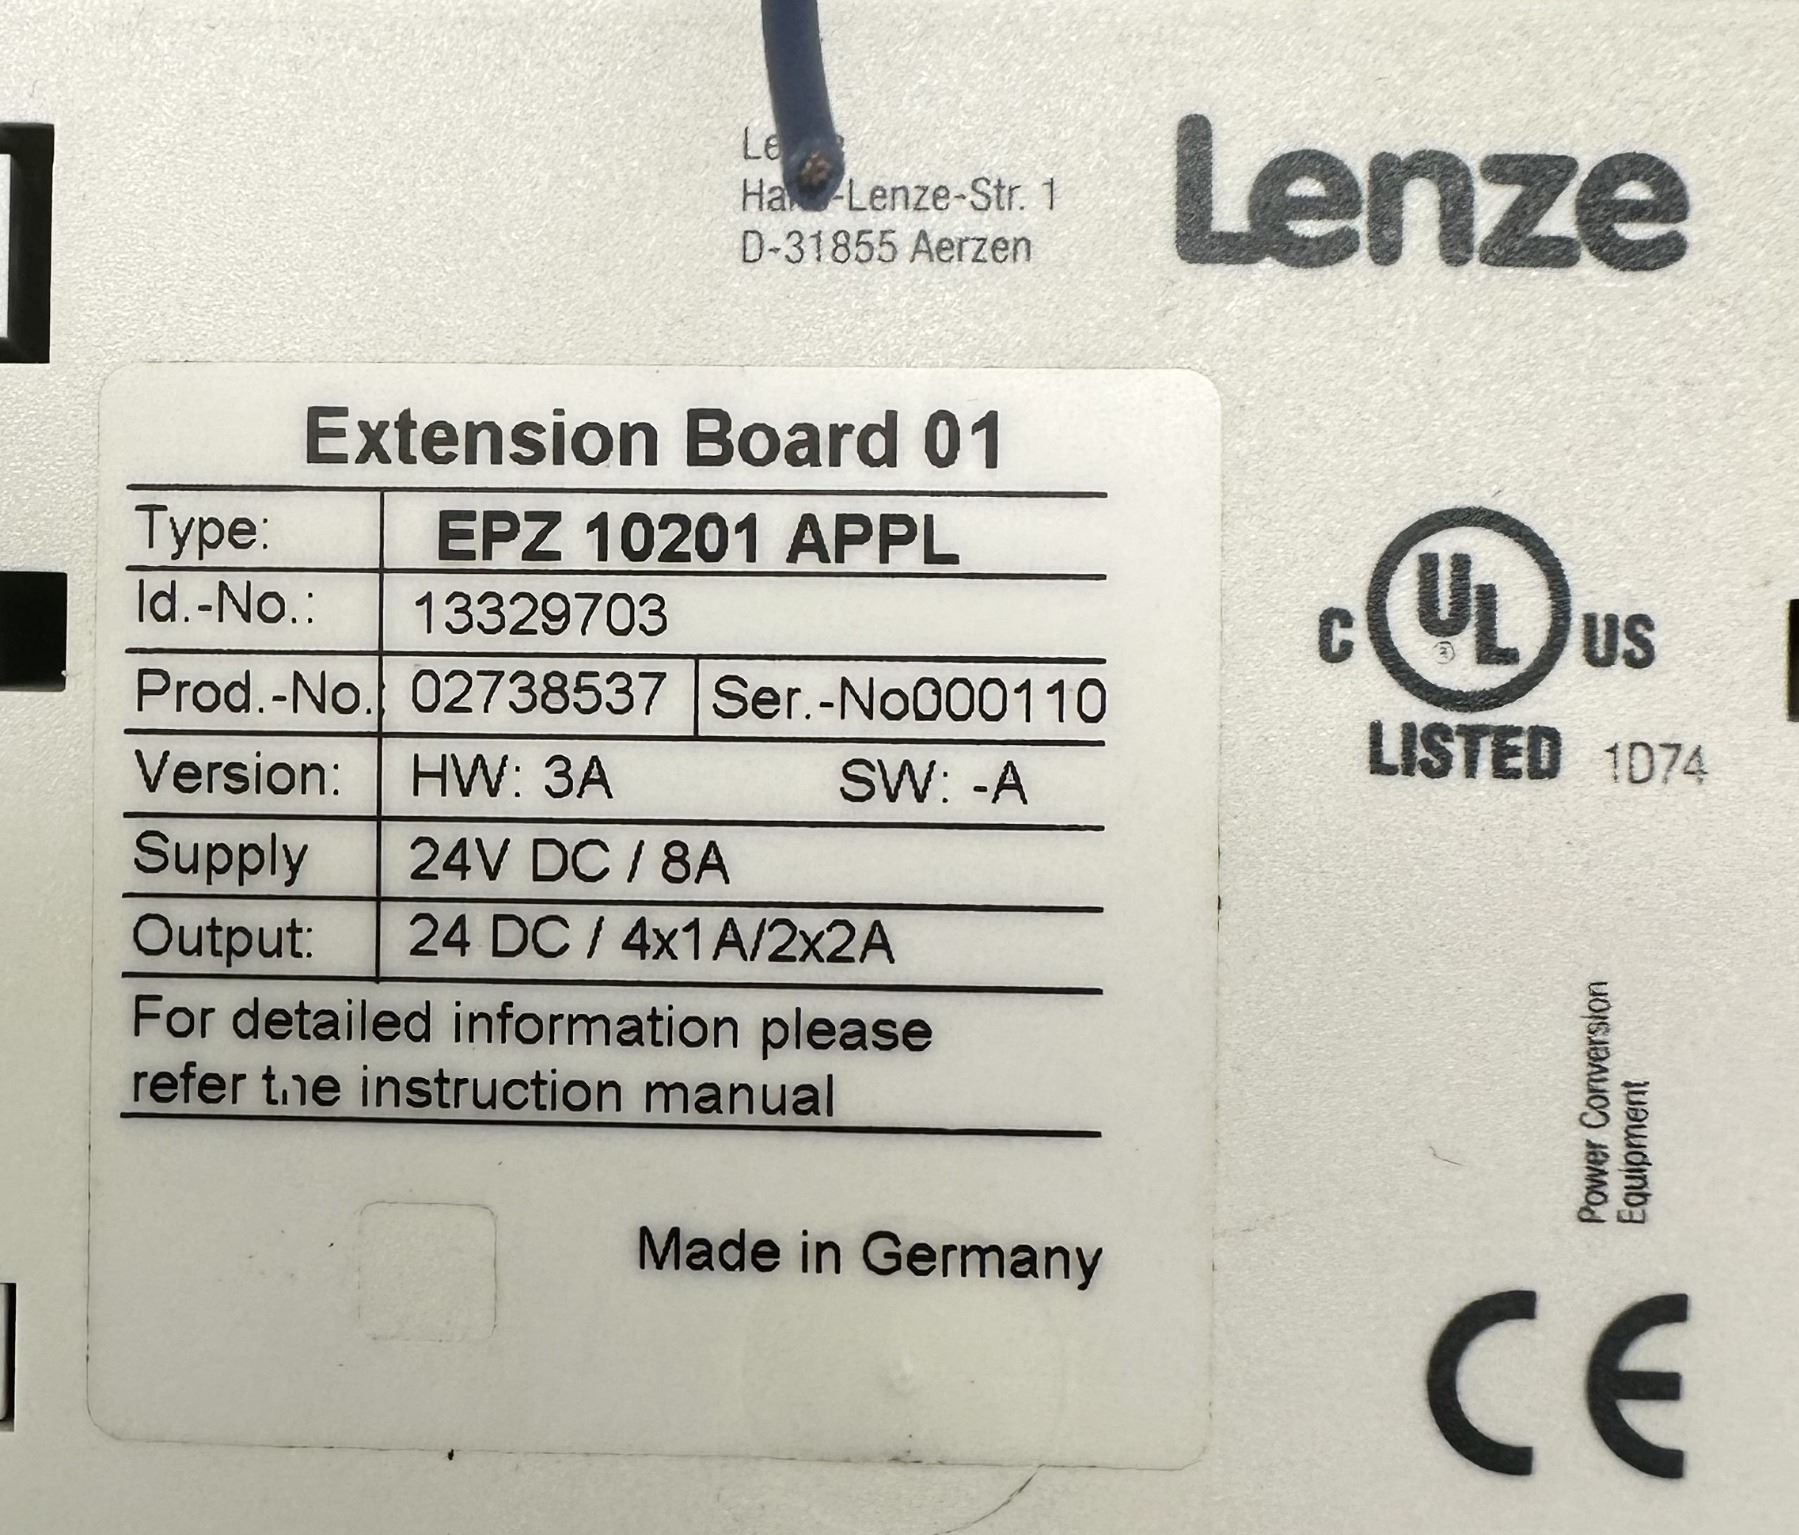 Lenze
Lenze
Hans-Lenze-Str. 1
D-31855 Aerzen
Extension Board 01
Type: EPZ 10201 APPL
Id.-No.: 13329703
Prod.-No.: 02738537 Ser.-No000110
Version: HW: 3A SW: -A
Supply 24V DC / 8A
Output: 24 DC / 4x1A/2x2A
For detailed information please
refer the instruction manual
Made in Germany
C UL US
LISTED 1D74
Power Conversion
Equipment
CE